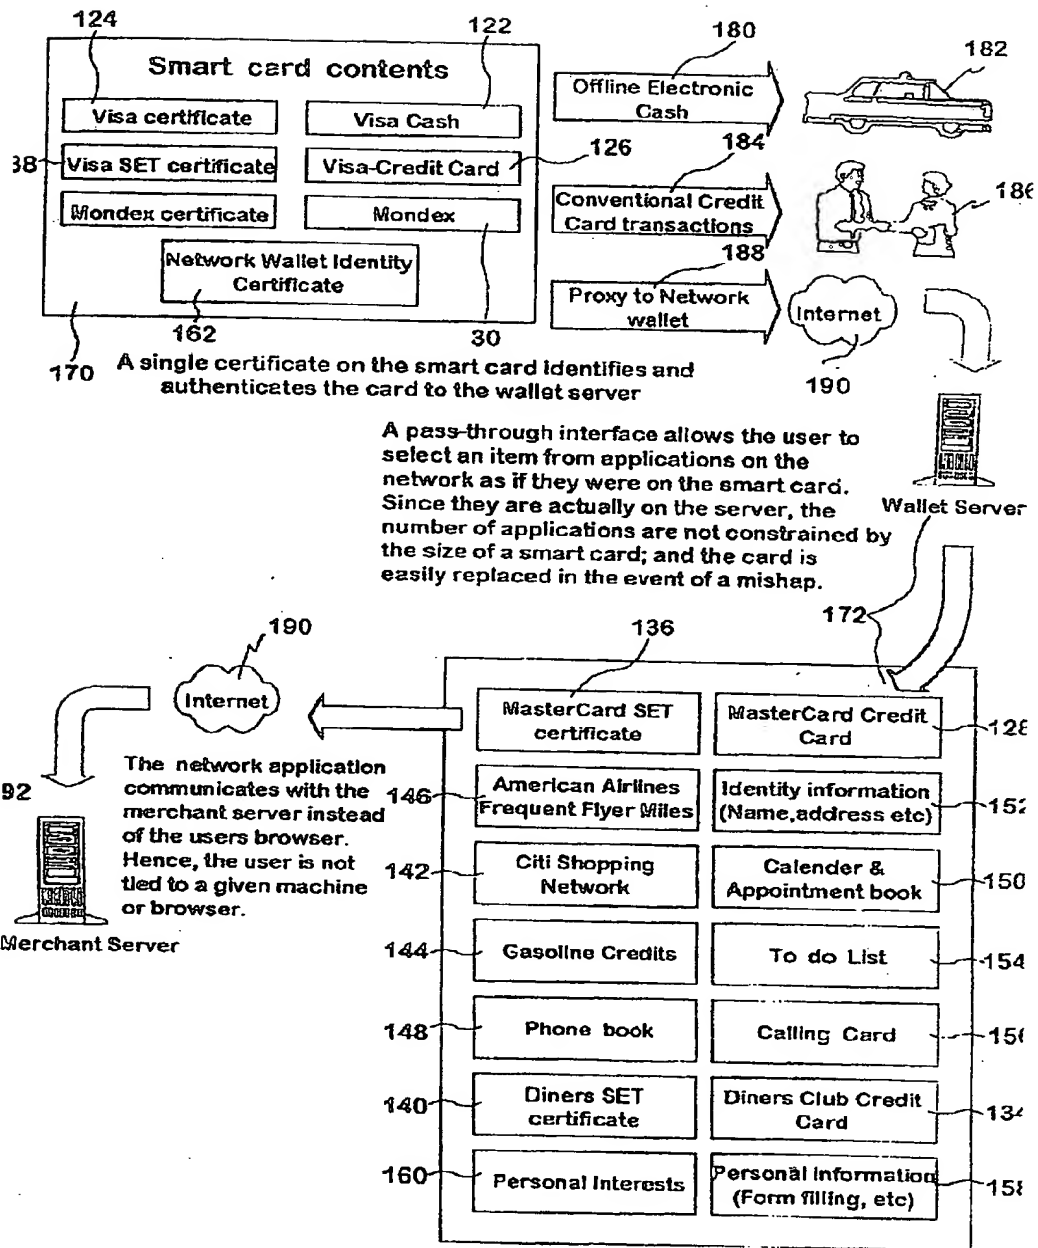 124
122
180
182
Smart card contents
Offline Electronic
Cash
Visa certificate
Visa Cash
38
Visa SET certificate
Visa-Credit Card
126
184
Mondex certificate
Mondex
Conventional Credit
Card transactions
186
Network Wallet Identity
Certificate
188
Proxy to Network
wallet
Internet
170
162
30
190
A single certificate on the smart card identifies and
authenticates the card to the wallet server
A pass-through interface allows the user to
select an item from applications on the
network as if they were on the smart card.
Since they are actually on the server, the
number of applications are not constrained by
the size of a smart card; and the card is
easily replaced in the event of a mishap.
Wallet Server
172
190
136
Internet
MasterCard SET
certificate
MasterCard Credit
Card
128
92
The network application
communicates with the
merchant server instead
of the users browser.
Hence, the user is not
tied to a given machine
or browser.
Merchant Server
146
American Airlines
Frequent Flyer Miles
Identity information
(Name,address etc)
152
142
Citi Shopping
Network
Calender &
Appointment book
150
144
Gasoline Credits
To do List
154
148
Phone book
Calling Card
140
Diners SET
certificate
Diners Club Credit
Card
134
160
Personal Interests
Personal Information
(Form filling, etc)